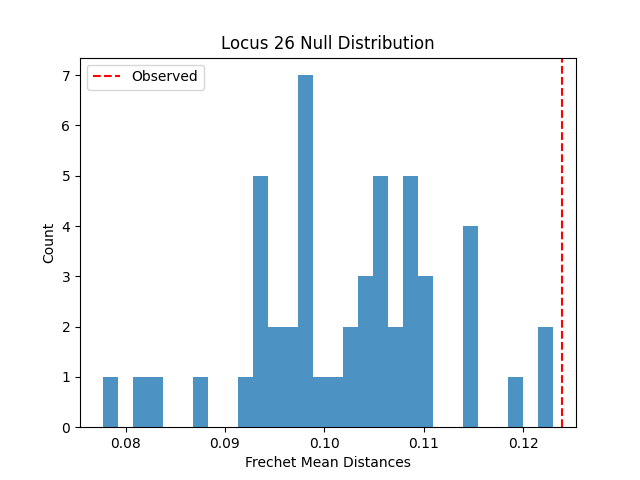 Locus 26 Null Distribution
Observed
7
6
5
4
3
2
1
0
Count
0.08 0.09 0.10 0.11 0.12
Frechet Mean Distances